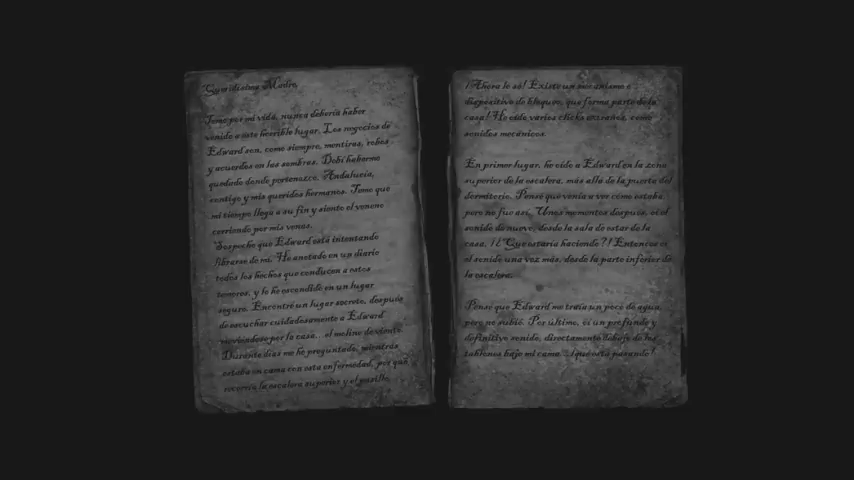 Queridisima Madre,
Temo por mi vida, nunca debería haber
venido a este horrible lugar. Los negocios de
Edward son, como siempre, mentiras, robos
y acuerdos en las sombras. Debí haberme
quedado donde pertenezco, Andalucía,
contigo y mis queridos hermanos. Temo que
mi tiempo llega a su fin y siento el veneno
corriendo por mis venas.
Sospecho que Edward está intentando
librarse de mi. He anotado en un diario
todos los hechos que conducen a estos
temores, y lo he escondido en un lugar
seguro. Encontré un lugar secreto, después
de escuchar cuidadosamente a Edward
moviéndose por la casa... el molino de viento.
Durante días me he preguntado, mientras
estaba en cama con esta enfermedad, por qué
recorría la escalera superior y el pasillo.
¡Ahora lo sé! Existe un mecanismo o
dispositivo de bloqueo, que forma parte de la
casa! He oido varios clicks extraños, como
sonidos mecánicos.
En primer lugar, he oido a Edward en la zona
superior de la escalera, más allá de la puerta del
dormitorio. Pensé que venía a ver como estaba
pero no fue así. Unos momentos después, oí el
sonido de nuevo, desde la sala de estar de la
casa, ¡¿Que estaría haciendo?! Entonces oí
el sonido una vez más, desde la parte inferior de
la escalera.
Pensé que Edward me traía un poco de agua,
pero no subió. Por último, oí un profundo y
definitivo sonido, directamente debajo de los
tablones bajo mi cama... ¿qué está pasando?